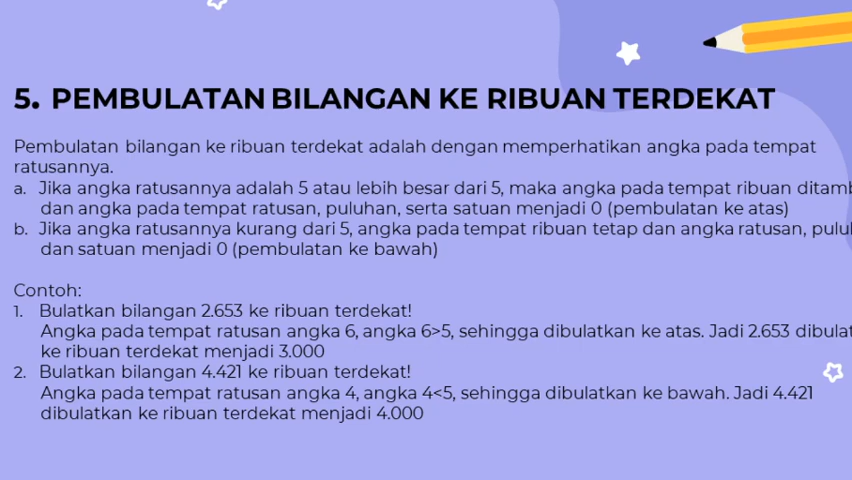 5. PEMBULATAN BILANGAN KE RIBUAN TERDEKAT
Pembulatan bilangan ke ribuan terdekat adalah dengan memperhatikan angka pada tempat
ratusannya.
a. Jika angka ratusannya adalah 5 atau lebih besar dari 5, maka angka pada tempat ribuan
dan angka pada tempat ratusan, puluhan, serta satuan menjadi 0 (pembulatan ke atas)
b. Jika angka ratusannya kurang dari 5, angka pada tempat ribuan tetap dan angka ratusan,
dan satuan menjadi 0 (pembulatan ke bawah)
Contoh:
1. Bulatkan bilangan 2.653 ke ribuan terdekat!
Angka pada tempat ratusan angka 6, angka 6>5, sehingga dibulatkan ke atas. Jadi 2.653
ke ribuan terdekat menjadi 3.000
2. Bulatkan bilangan 4.421 ke ribuan terdekat!
Angka pada tempat ratusan angka 4, angka 4<5, sehingga dibulatkan ke bawah. Jadi 4.421
dibulatkan ke ribuan terdekat menjadi 4.000